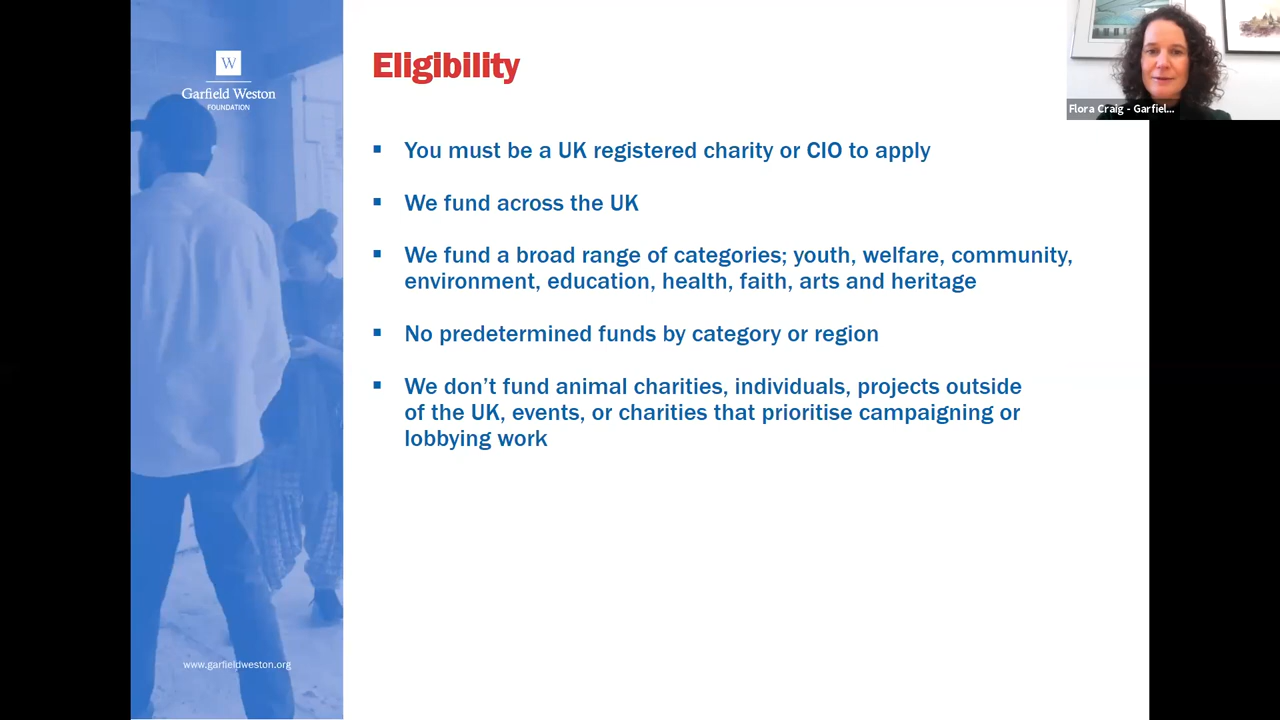 W
Garfield Weston
FOUNDATION
Eligibility
Flora Craig - Garfiel...
▪ You must be a UK registered charity or CIO to apply
▪ We fund across the UK
▪ We fund a broad range of categories; youth, welfare, community,
environment, education, health, faith, arts and heritage
▪ No predetermined funds by category or region
▪ We don’t fund animal charities, individuals, projects outside
of the UK, events, or charities that prioritise campaigning or
lobbying work
www.garfieldweston.org